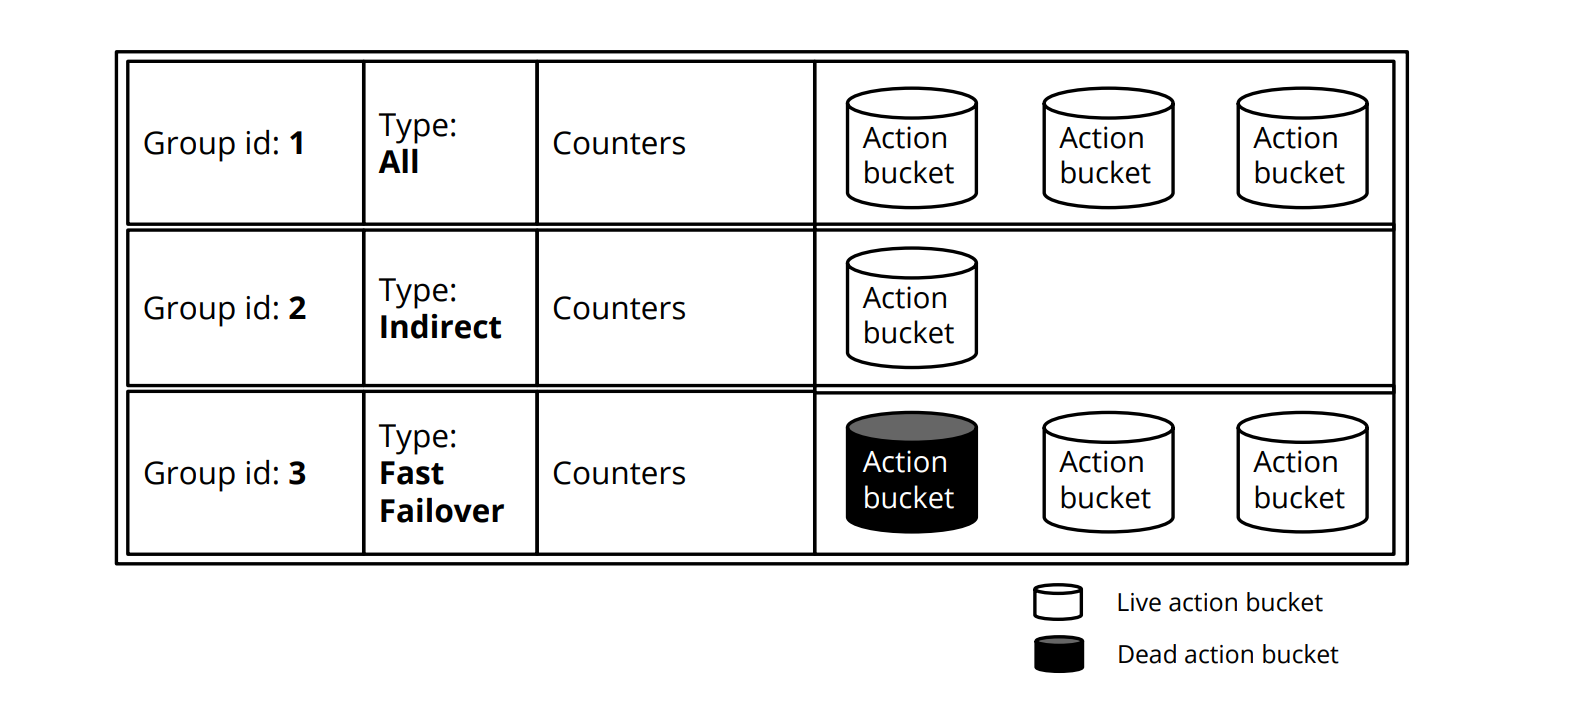 Group id: 1
Type:
All
Counters
Action
bucket
Action
bucket
Action
bucket
Group id: 2
Type:
Indirect
Counters
Action
bucket
Group id: 3
Type:
Fast
Failover
Counters
Action
bucket
Action
bucket
Action
bucket
Live action bucket
Dead action bucket